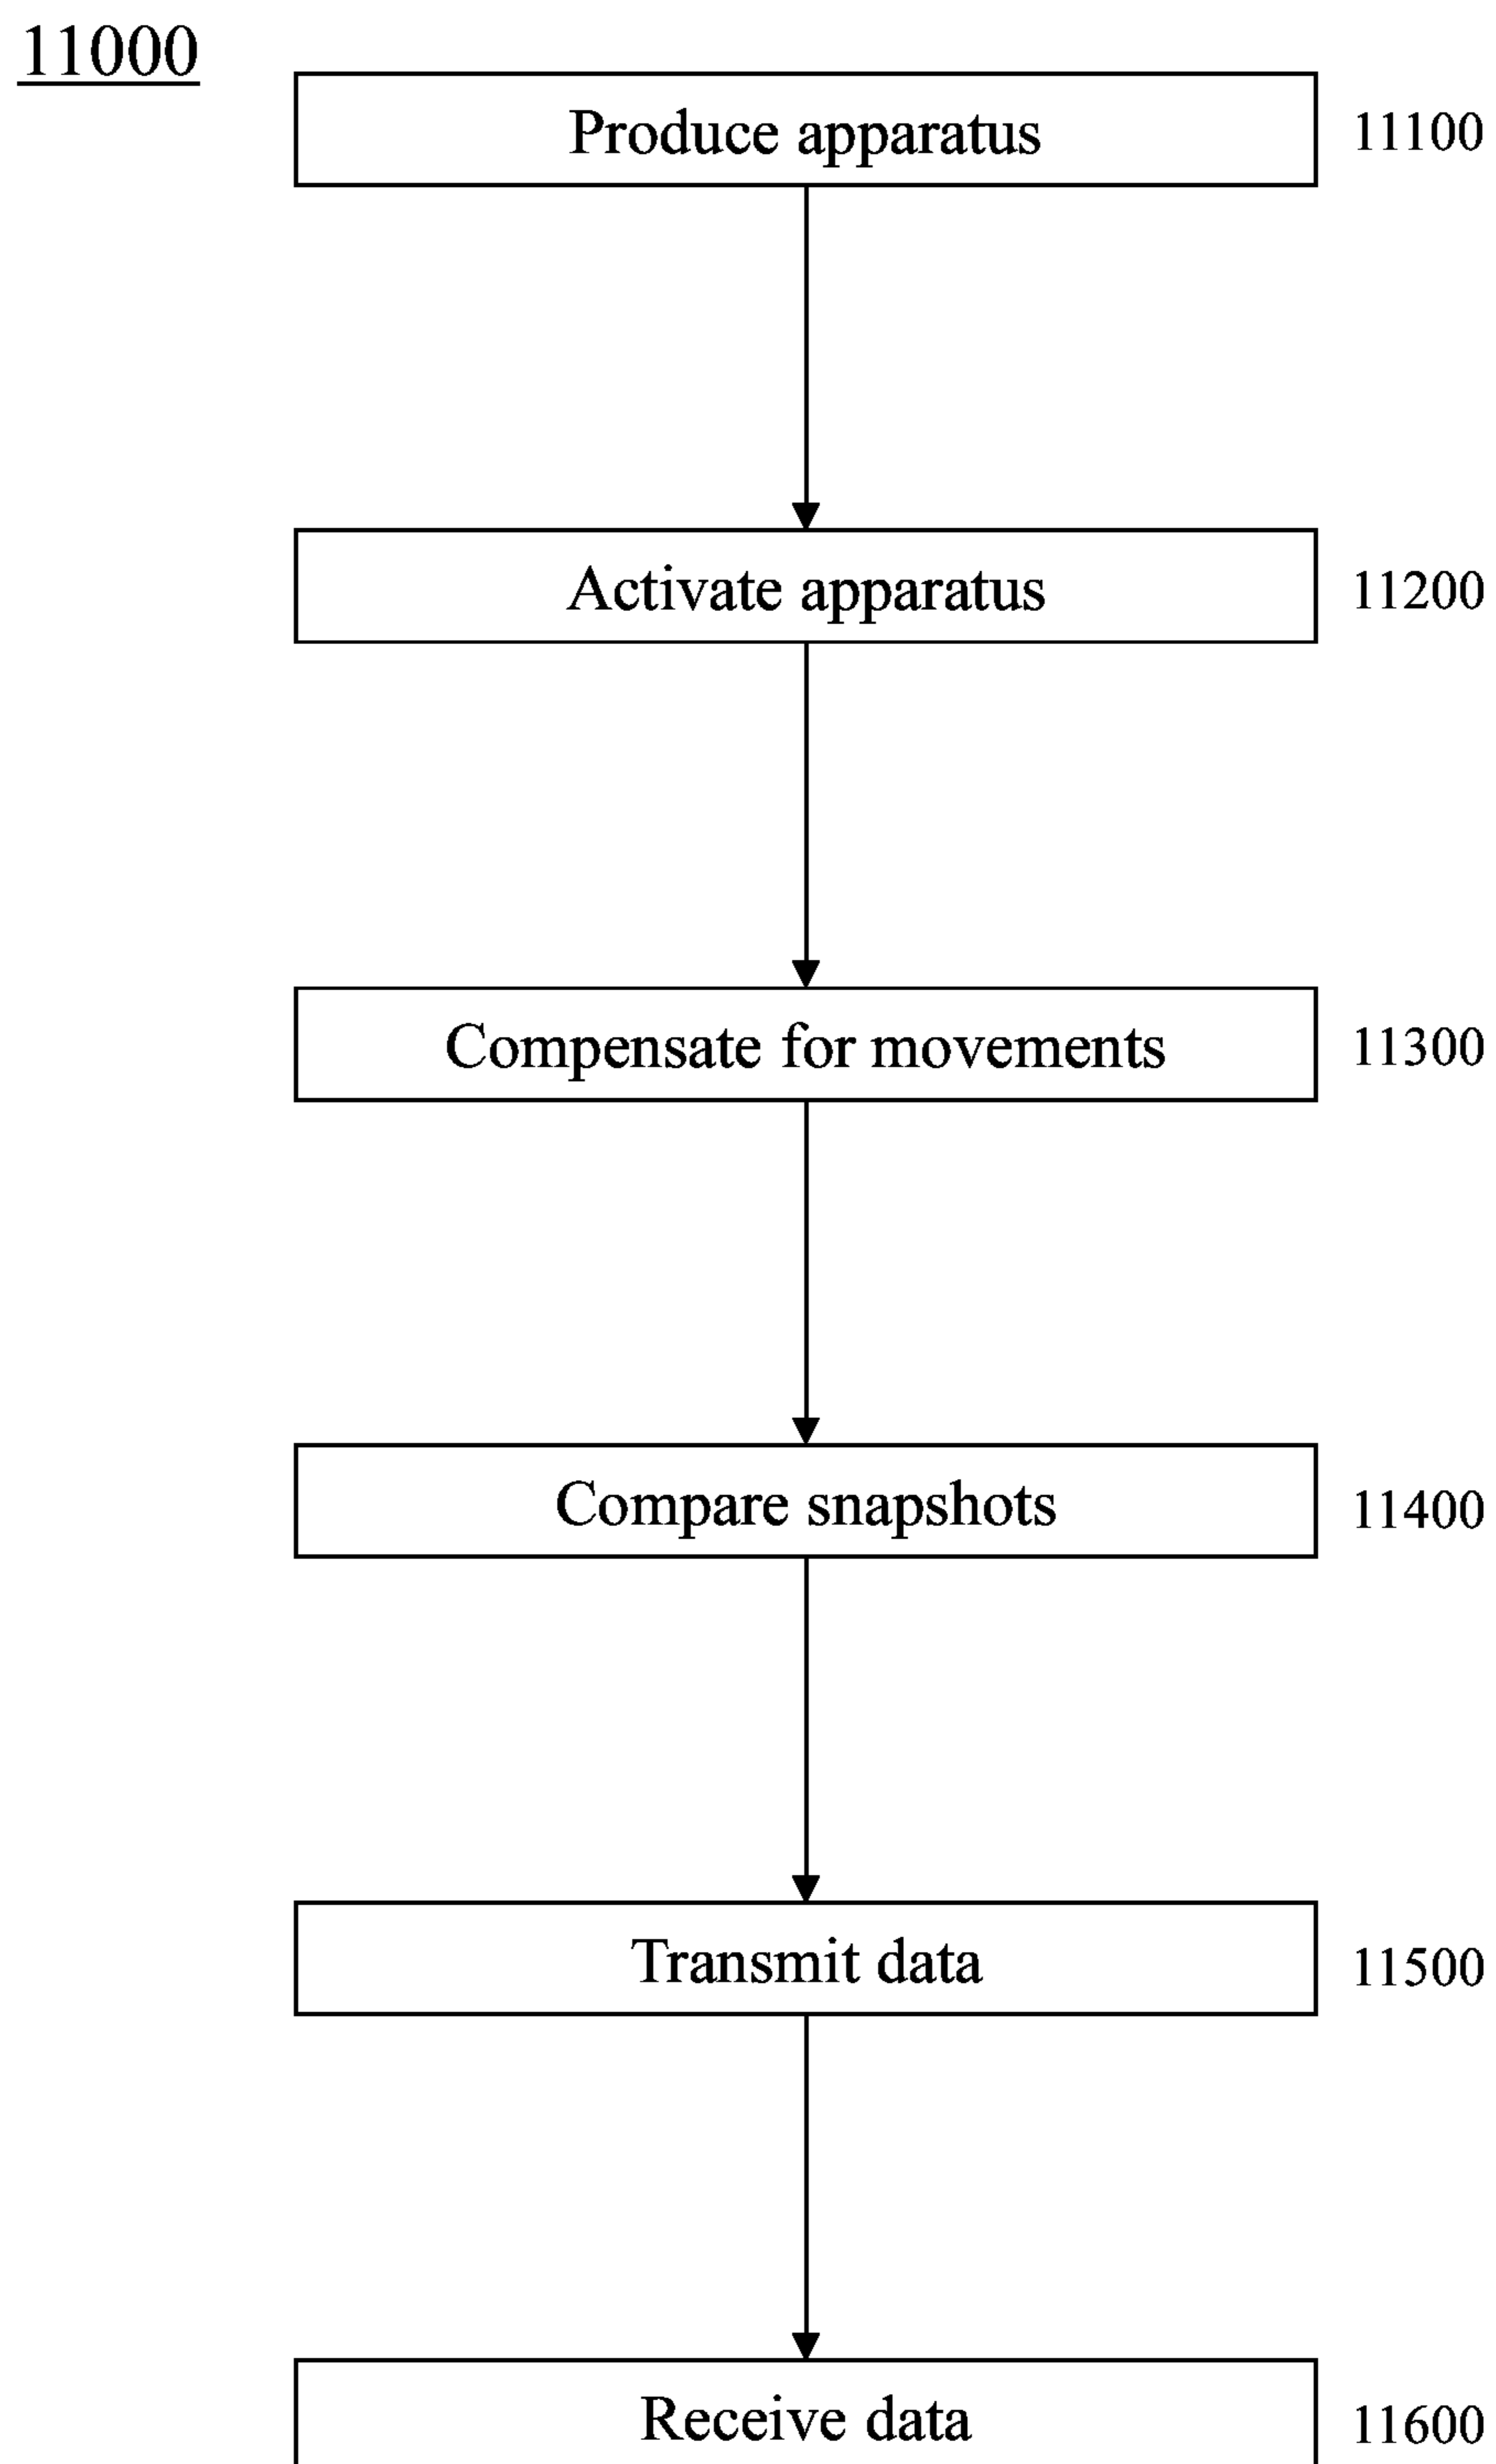 11000
Produce apparatus 11100
Activate apparatus 11200
Compensate for movements 11300
Compare snapshots 11400
Transmit data 11500
Receive data 11600